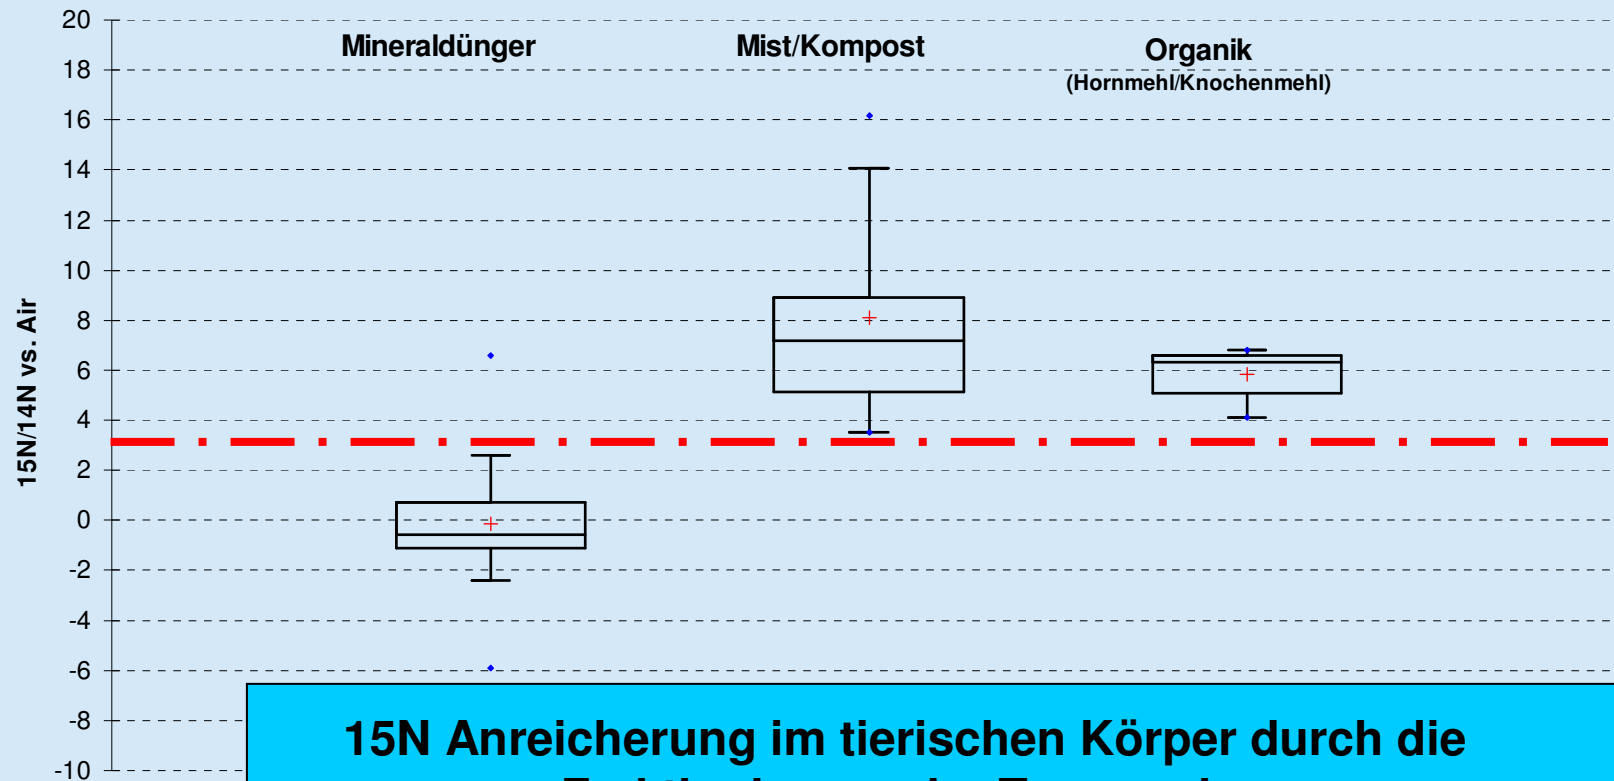 20
18
16
14
12
10
8
6
4
2
0
-2
-4
-6
-8
-10
15N/14N vs. Air
Mineraldünger
Mist/Kompost
Organik
(Hornmehl/Knochenmehl)
15N Anreicherung im tierischen Körper durch die